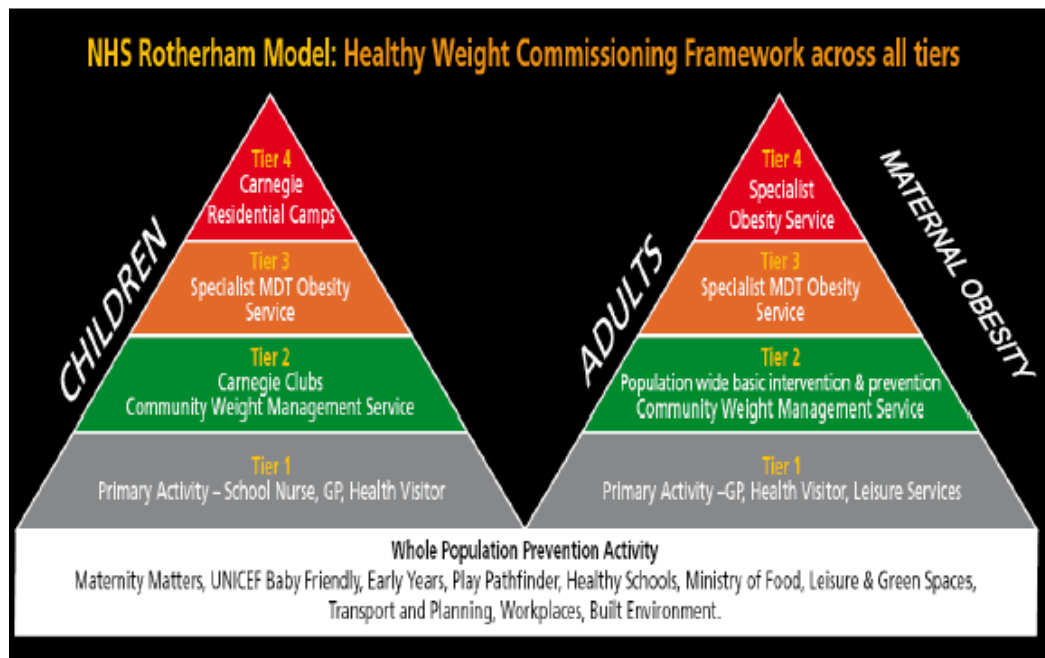 NHS Rotherham Model: Healthy Weight Commissioning Framework across all tiers
CHILDREN
Tier 4
Carnegie
Residential Camps
Tier 3
Specialist MDT Obesity
Service
Tier 2
Carnegie Clubs
Community Weight Management Service
Tier 1
Primary Activity – School Nurse, GP, Health Visitor
ADULTS
MATERNAL OBESITY
Tier 4
Specialist
Obesity Service
Tier 3
Specialist MDT Obesity
Service
Tier 2
Population wide basic intervention & prevention
Community Weight Management Service
Tier 1
Primary Activity –GP, Health Visitor, Leisure Services
Whole Population Prevention Activity
Maternity Matters, UNICEF Baby Friendly, Early Years, Play Pathfinder, Healthy Schools, Ministry of Food, Leisure & Green Spaces,
Transport and Planning, Workplaces, Built Environment.